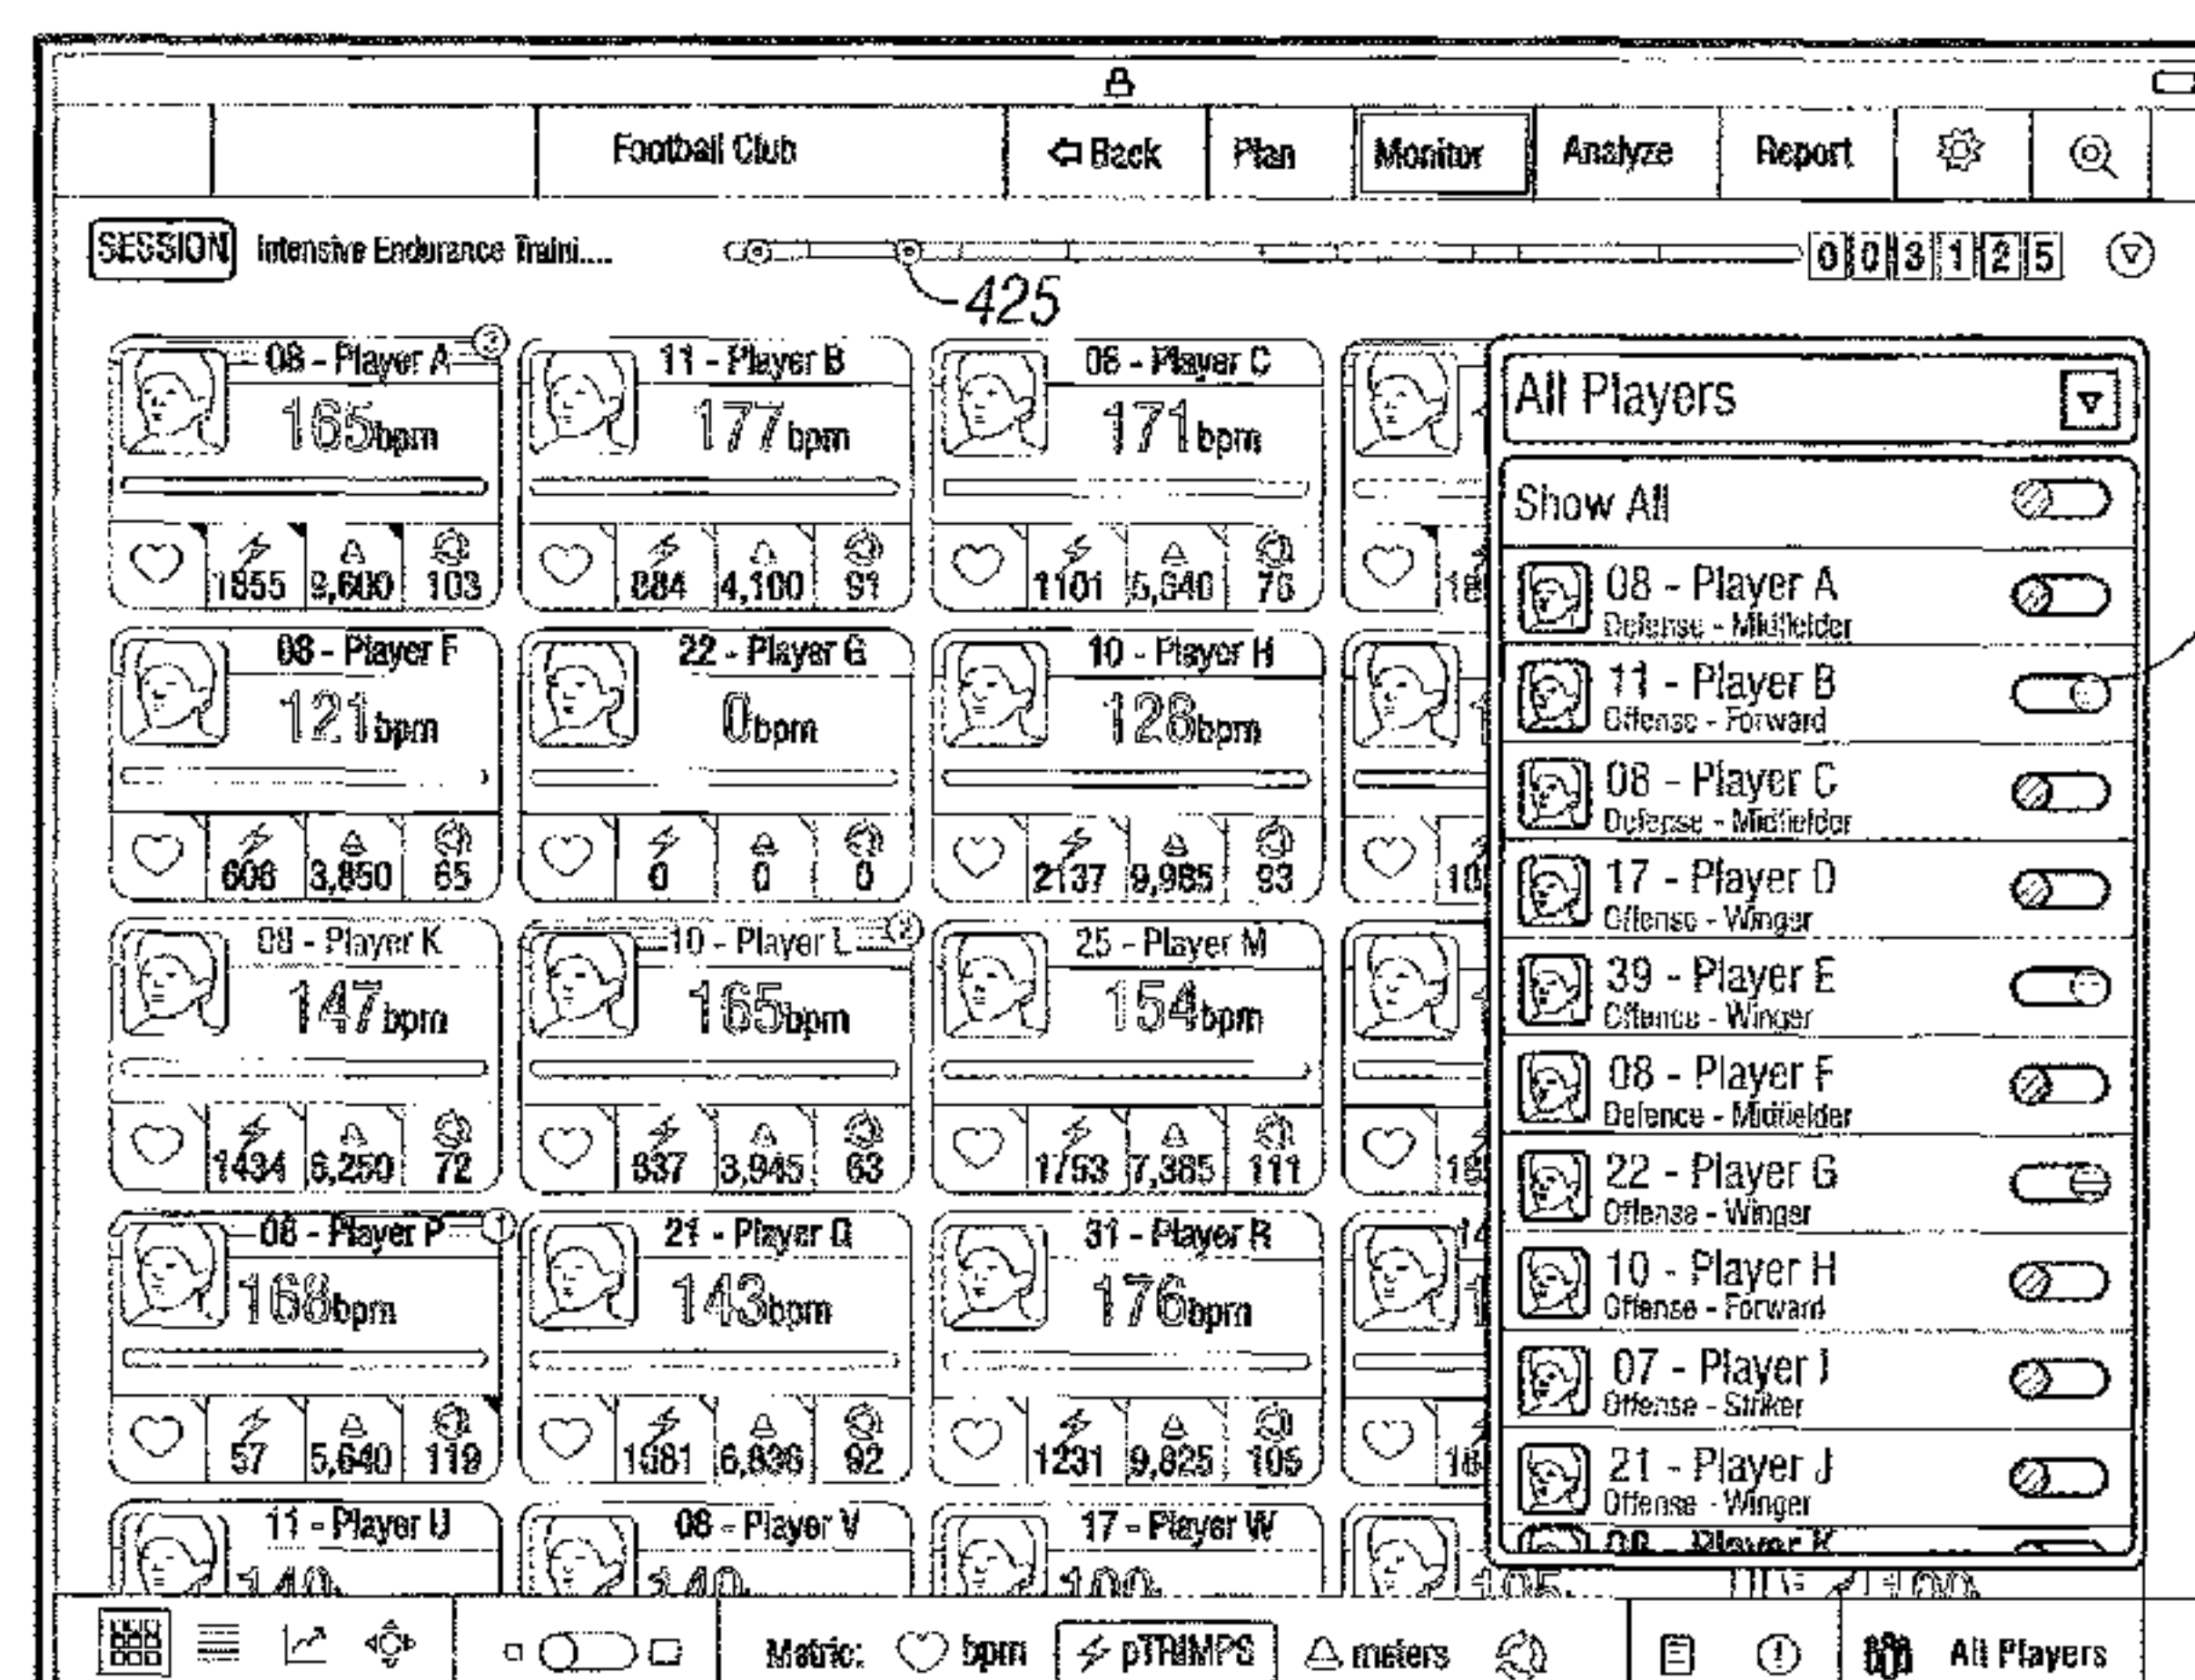 Football Club Back Plan Monitor Analyze Report
SESSION Intensive Endurance Traini.... 0 0 3 1 2 5
425
08 - Player A 11 - Player B 08 - Player C
165bpm 177bpm 171bpm
1855 9,600 103 884 4,100 91 1101 5,640 76
08 - Player F 22 - Player G 10 - Player H
121bpm 0bpm 128bpm
606 3,850 65 0 0 0 2137 9,985 93
08 - Player K 10 - Player L 25 - Player M
147bpm 165bpm 154bpm
1434 6,250 72 837 3,945 63 1763 7,385 111
08 - Player P 1 21 - Player Q 31 - Player R
168bpm 143bpm 176bpm
57 5,640 119 6,836 92 1231 9,825 105
11 - Player U 08 - Player V 17 - Player W
All Players
Show All
08 - Player A
Defense - Midfielder
11 - Player B
Offense - Forward
08 - Player C
Defense - Midfielder
17 - Player D
Offense - Winger
39 - Player E
Offence - Winger
08 - Player F
Defence - Midfielder
22 - Player G
Offense - Winger
10 - Player H
Offense - Forward
07 - Player I
Offense - Striker
21 - Player J
Offense - Winger
08 - Player K
Metric: bpm pTRIMPS meters All Players